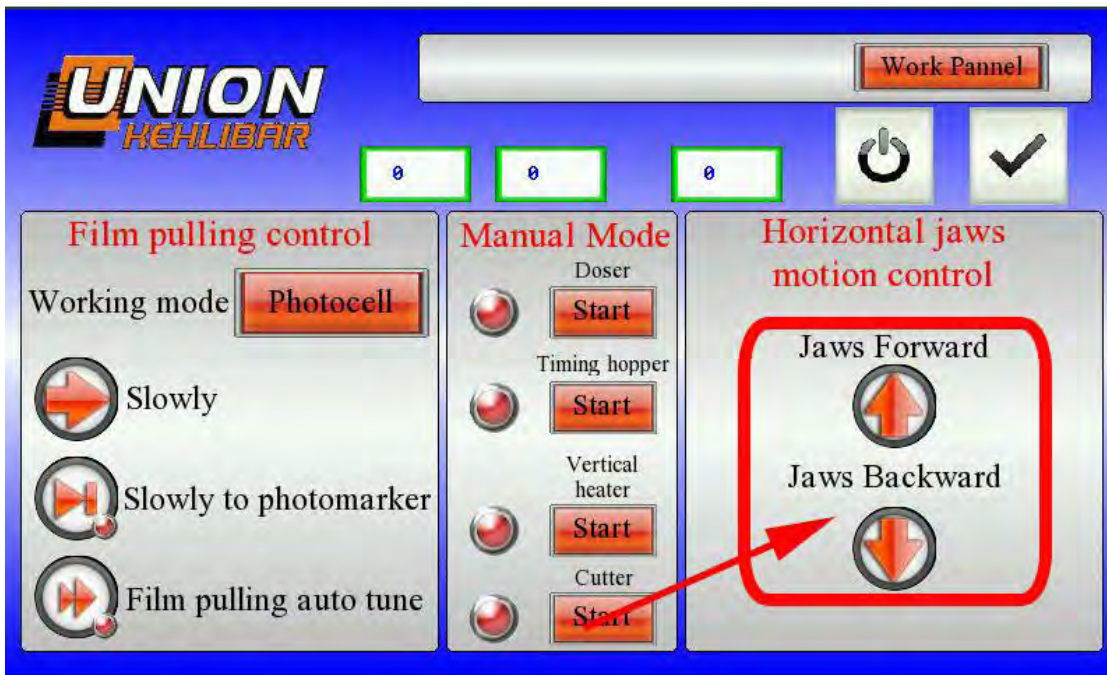 UNION
KEHLIBAR
Work Pannel
0
0
0
Film pulling control
Working mode
Photocell
Slowly
Slowly to photomarker
Film pulling auto tune
Manual Mode
Doser
Start
Timing hopper
Start
Vertical
heater
Start
Cutter
Start
Horizontal jaws
motion control
Jaws Forward
Jaws Backward